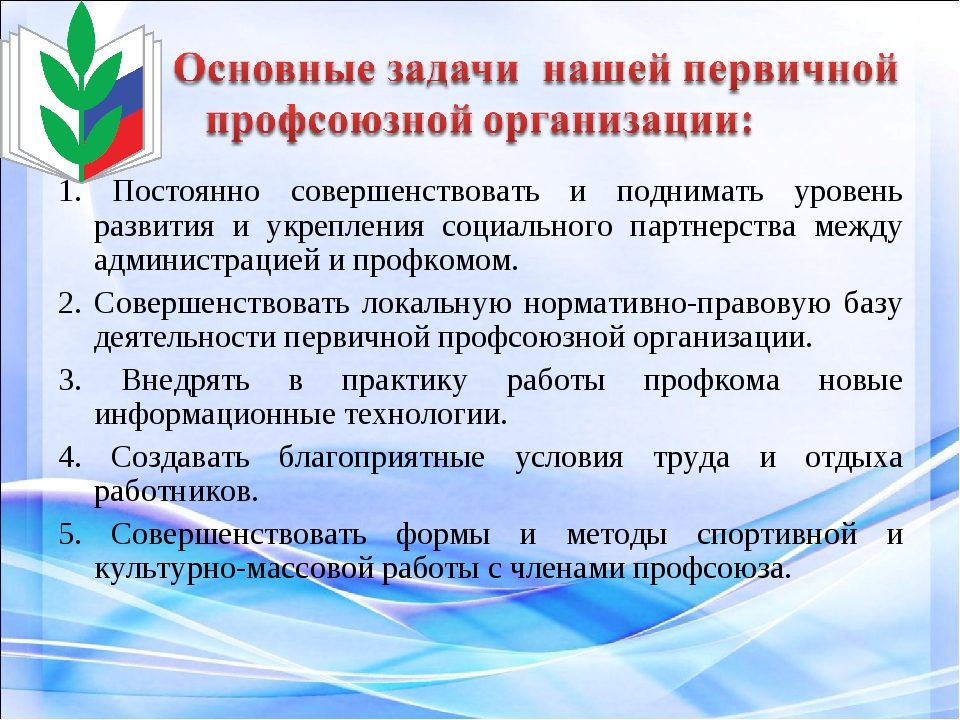 Основные задачи нашей первичной
профсоюзной организации:
1. Постоянно совершенствовать и поднимать уровень
развития и укрепления социального партнерства между
администрацией и профкомом.
2. Совершенствовать локальную нормативно-правовую базу
деятельности первичной профсоюзной организации.
3. Внедрять в практику работы профкома новые
информационные технологии.
4. Создавать благоприятные условия труда и отдыха
работников.
5. Совершенствовать формы и методы спортивной и
культурно-массовой работы с членами профсоюза.